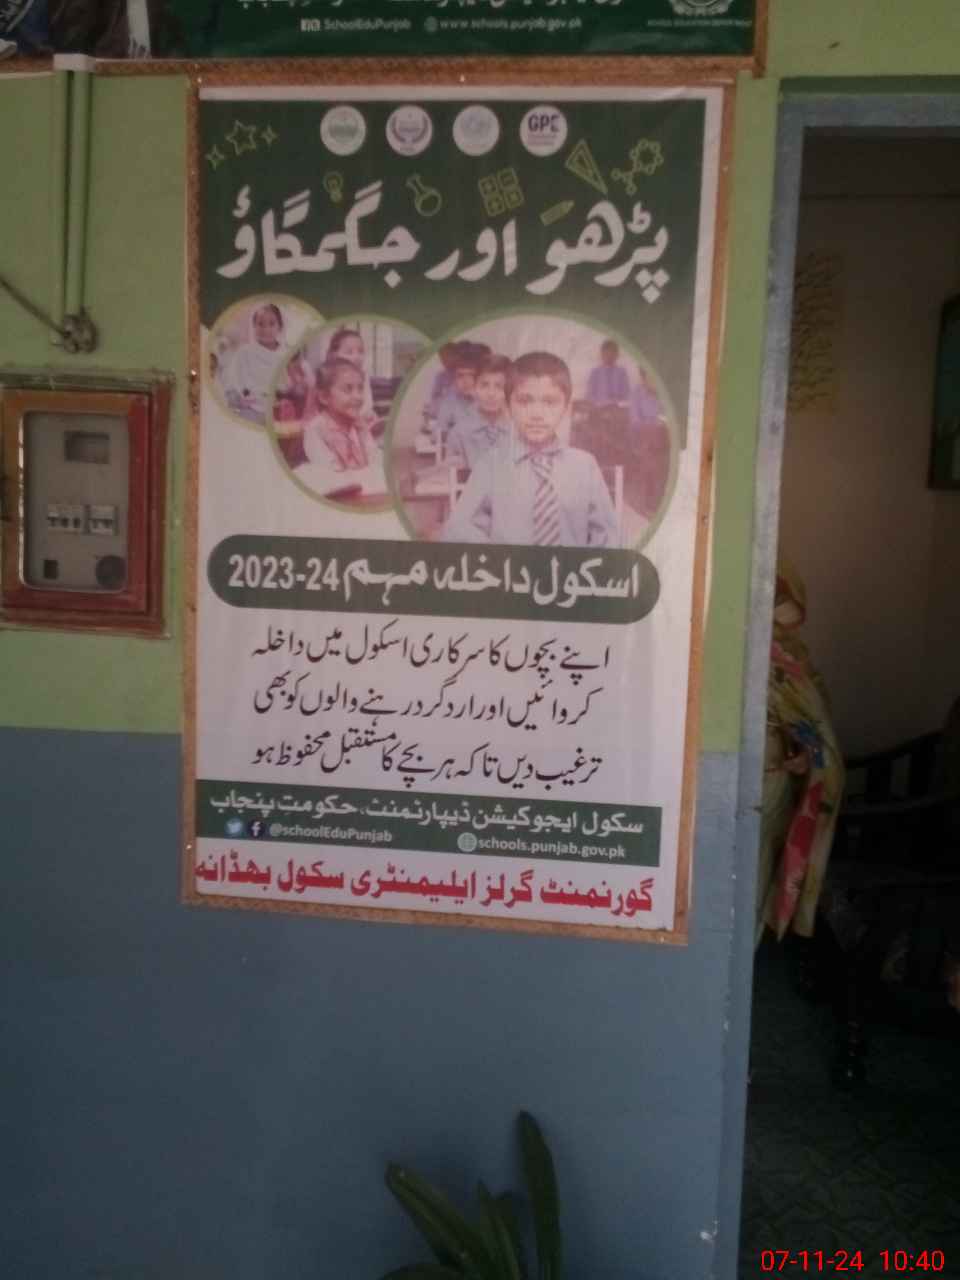 SchoolEduPunjab www.schools.punjab.gov.pk
GPE
پڑھو اور جگمگاؤ
اسکول داخلہ مہم 2023-24
اپنے بچوں کا سرکاری اسکول میں داخلہ
کروائیں اور ارد گرد رہنے والوں کو بھی
ترغیب دیں تاکہ ہر بچے کا مستقبل محفوظ ہو
سکول ایجوکیشن ڈیپارٹمنٹ، حکومتِ پنجاب
@schoolEduPunjab schools.punjab.gov.pk
گورنمنٹ گرلز ایلیمنٹری سکول بھڈانہ
07-11-24 10:40